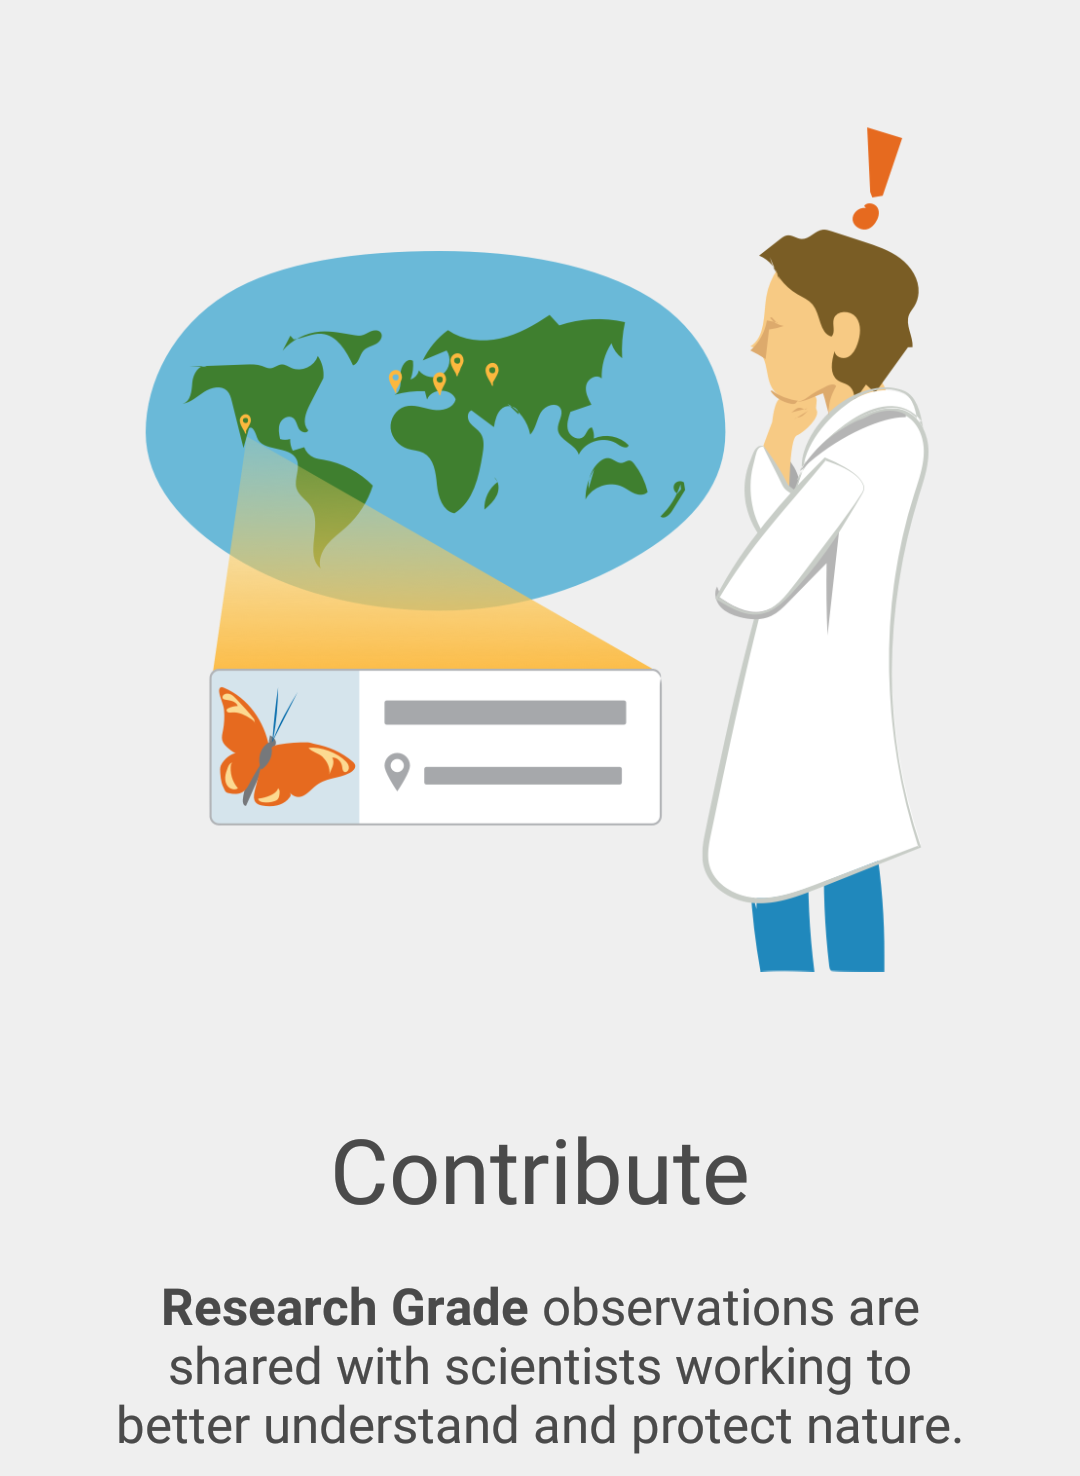 Contribute
Research Grade observations are
shared with scientists working to
better understand and protect nature.